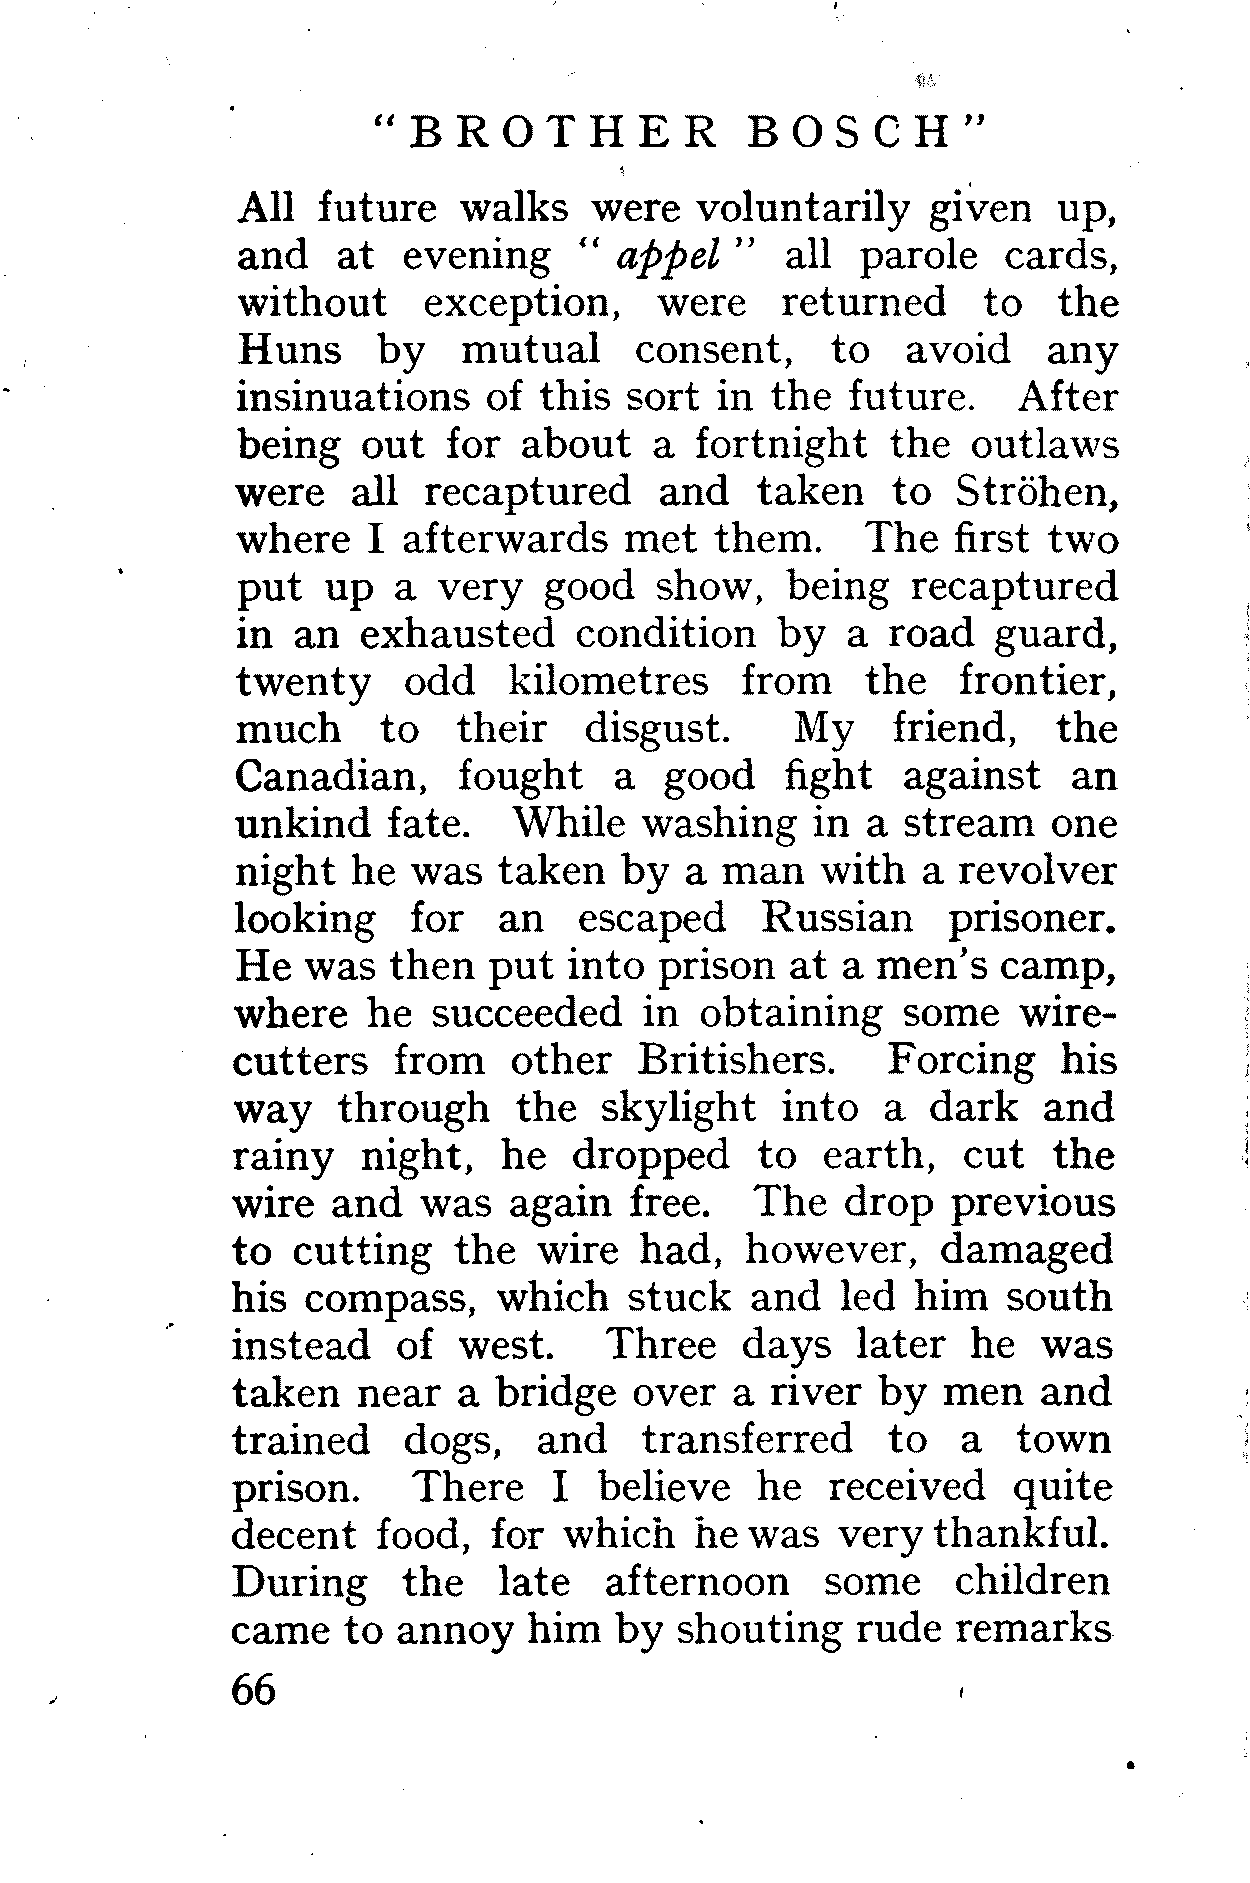 "BROTHER BOSCH"
All future walks were voluntarily given up,
and at evening " appel " all parole cards,
without exception, were returned to the
Huns by mutual consent, to avoid any
insinuations of this sort in the future. After
being out for about a fortnight the outlaws
were all recaptured and taken to Ströhen,
where I afterwards met them. The first two
put up a very good show, being recaptured
in an exhausted condition by a road guard,
twenty odd kilometres from the frontier,
much to their disgust. My friend, the
Canadian, fought a good fight against an
unkind fate. While washing in a stream one
night he was taken by a man with a revolver
looking for an escaped Russian prisoner.
He was then put into prison at a men's camp,
where he succeeded in obtaining some wire-
cutters from other Britishers. Forcing his
way through the skylight into a dark and
rainy night, he dropped to earth, cut the
wire and was again free. The drop previous
to cutting the wire had, however, damaged
his compass, which stuck and led him south
instead of west. Three days later he was
taken near a bridge over a river by men and
trained dogs, and transferred to a town
prison. There I believe he received quite
decent food, for which he was very thankful.
During the late afternoon some children
came to annoy him by shouting rude remarks
66